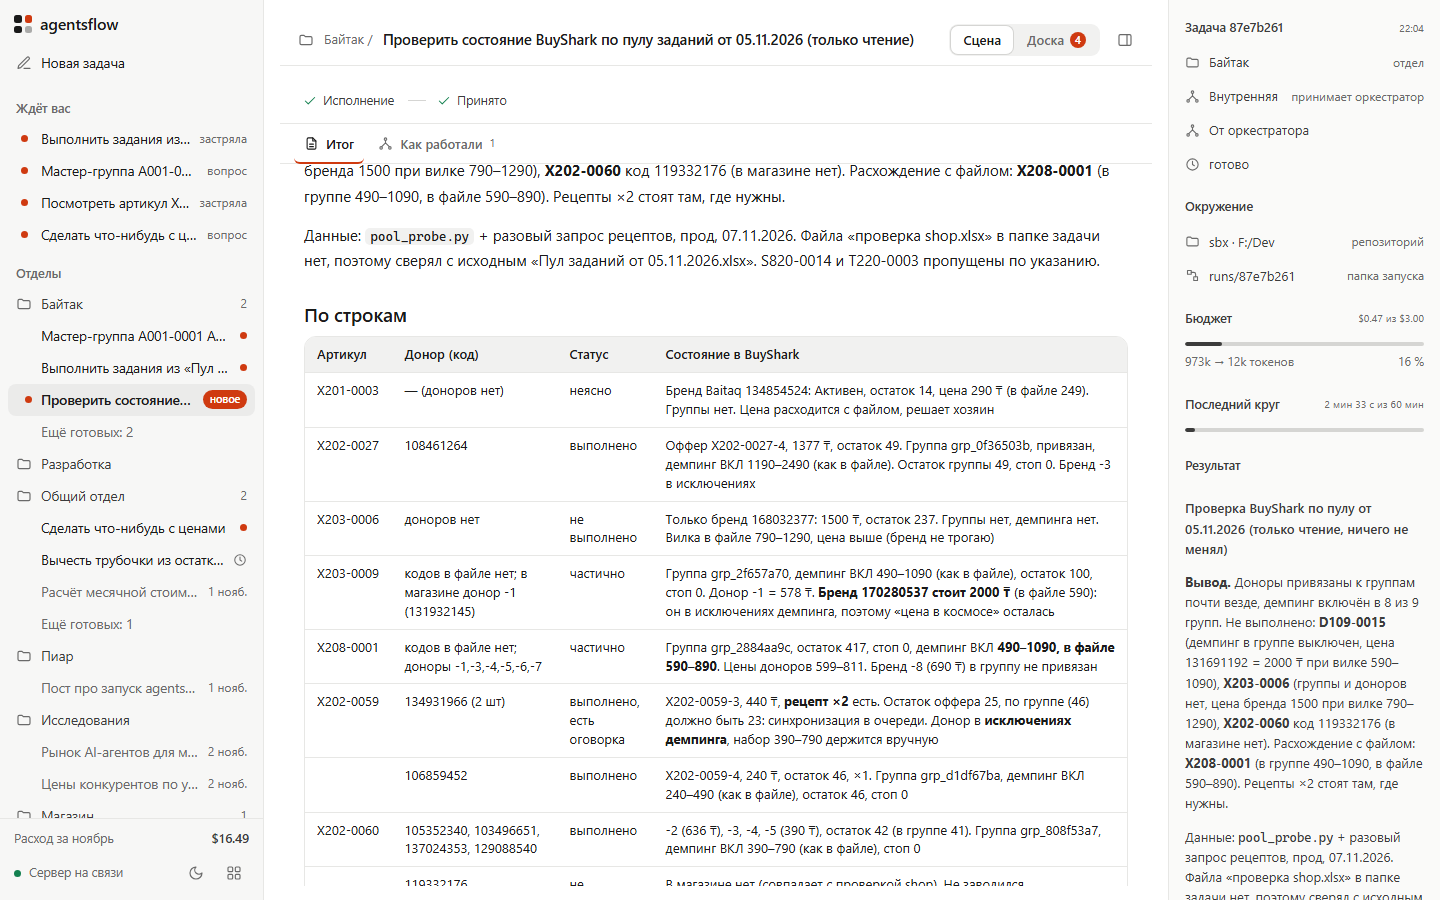 agentsflow
Новая задача
Ждёт вас
Выполнить задания из... застряла
Мастер-группа A001-0... вопрос
Посмотреть артикул X... застряла
Сделать что-нибудь с ц... вопрос
Отделы
Байтак 2
Мастер-группа A001-0001 A...
Выполнить задания из «Пул ...
Проверить состояние... новое
Ещё готовых: 2
Разработка
Общий отдел 2
Сделать что-нибудь с ценами
Вычесть трубочки из остатк...
Расчёт месячной стоим... 1 нояб.
Ещё готовых: 1
Пиар
Пост про запуск agents... 1 нояб.
Исследования
Рынок AI-агентов для м... 2 нояб.
Цены конкурентов по у... 2 нояб.
Магазин 1
Расход за ноябрь $16.49
Сервер на связи
Байтак / Проверить состояние BuyShark по пулу заданий от 05.11.2026 (только чтение)
Сцена Доска 4
Исполнение — Принято
Итог Как работали 1
бренда 1500 при вилке 790–1290), X202-0060 код 119332176 (в магазине нет). Расхождение с файлом: X208-0001 (в
группе 490–1090, в файле 590–890). Рецепты ×2 стоят там, где нужны.
Данные: pool_probe.py + разовый запрос рецептов, прод, 07.11.2026. Файла «проверка shop.xlsx» в папке задачи
нет, поэтому сверял с исходным «Пул заданий от 05.11.2026.xlsx». S820-0014 и T220-0003 пропущены по указанию.
По строкам
Артикул Донор (код) Статус Состояние в BuyShark
X201-0003 — (доноров нет) неясно Бренд Baitaq 134854524: Активен, остаток 14, цена 290 ₸ (в файле 249).
Группы нет. Цена расходится с файлом, решает хозяин
X202-0027 108461264 выполнено Оффер X202-0027-4, 1377 ₸, остаток 49. Группа grp_0f36503b, привязан,
демпинг ВКЛ 1190–2490 (как в файле). Остаток группы 49, стоп 0. Бренд -3
в исключениях
X203-0006 доноров нет не Только бренд 168032377: 1500 ₸, остаток 237. Группы нет, демпинга нет.
выполнено Вилка в файле 790–1290, цена выше (бренд не трогаю)
X203-0009 кодов в файле нет; в частично Группа grp_2f657a70, демпинг ВКЛ 490–1090 (как в файле), остаток 100,
магазине донор -1 стоп 0. Донор -1 = 578 ₸. Бренд 170280537 стоит 2000 ₸ (в файле 590):
(131932145) он в исключениях демпинга, поэтому «цена в космосе» осталась
X208-0001 кодов в файле нет; частично Группа grp_2884aa9c, остаток 417, стоп 0, демпинг ВКЛ 490–1090, в файле
доноры -1,-3,-4,-5,-6,-7 590–890. Цены доноров 599–811. Бренд -8 (690 ₸) в группу не привязан
X202-0059 134931966 (2 шт) выполнено, X202-0059-3, 440 ₸, рецепт ×2 есть. Остаток оффера 25, по группе (46)
есть должно быть 23: синхронизация в очереди. Донор в исключениях
оговорка демпинга, набор 390–790 держится вручную
106859452 выполнено X202-0059-4, 240 ₸, остаток 46, ×1. Группа grp_d1df67ba, демпинг ВКЛ
240–490 (как в файле), остаток 46, стоп 0
X202-0060 105352340, 103496651, выполнено -2 (636 ₸), -3, -4, -5 (390 ₸), остаток 42 (в группе 41). Группа grp_808f53a7,
137024353, 129088540 демпинг ВКЛ 390–790 (как в файле), стоп 0
119332176 не В магазине нет (совпадает с проверкой shop). Не заводился
Задача 87e7b261 22:04
Байтак отдел
Внутренняя принимает оркестратор
От оркестратора
готово
Окружение
sbx · F:/Dev репозиторий
runs/87e7b261 папка запуска
Бюджет $0.47 из $3.00
973k → 12k токенов 16 %
Последний круг 2 мин 33 с из 60 мин
Результат
Проверка BuyShark по пулу от
05.11.2026 (только чтение, ничего не
менял)
Вывод. Доноры привязаны к группам
почти везде, демпинг включён в 8 из 9
групп. Не выполнено: D109-0015
(демпинг в группе выключен, цена
131691192 = 2000 ₸ при вилке 590–
1090), X203-0006 (группы и доноров
нет, цена бренда 1500 при вилке 790–
1290), X202-0060 код 119332176 (в
магазине нет). Расхождение с файлом:
X208-0001 (в группе 490–1090, в файле
590–890). Рецепты ×2 стоят там, где
нужны.
Данные: pool_probe.py + разовый
запрос рецептов, прод, 07.11.2026.
Файла «проверка shop.xlsx» в папке
задачи нет, поэтому сверял с исходным